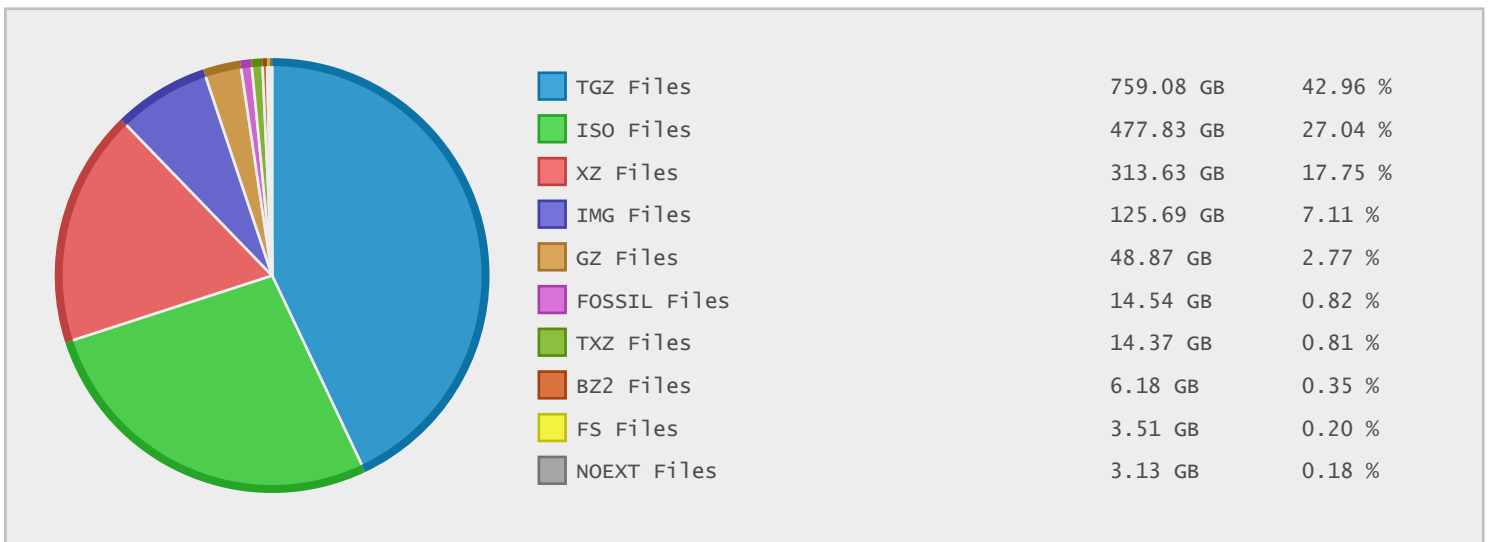 TGZ Files 759.08 GB 42.96 %
ISO Files 477.83 GB 27.04 %
XZ Files 313.63 GB 17.75 %
IMG Files 125.69 GB 7.11 %
GZ Files 48.87 GB 2.77 %
FOSSIL Files 14.54 GB 0.82 %
TXZ Files 14.37 GB 0.81 %
BZ2 Files 6.18 GB 0.35 %
FS Files 3.51 GB 0.20 %
NOEXT Files 3.13 GB 0.18 %